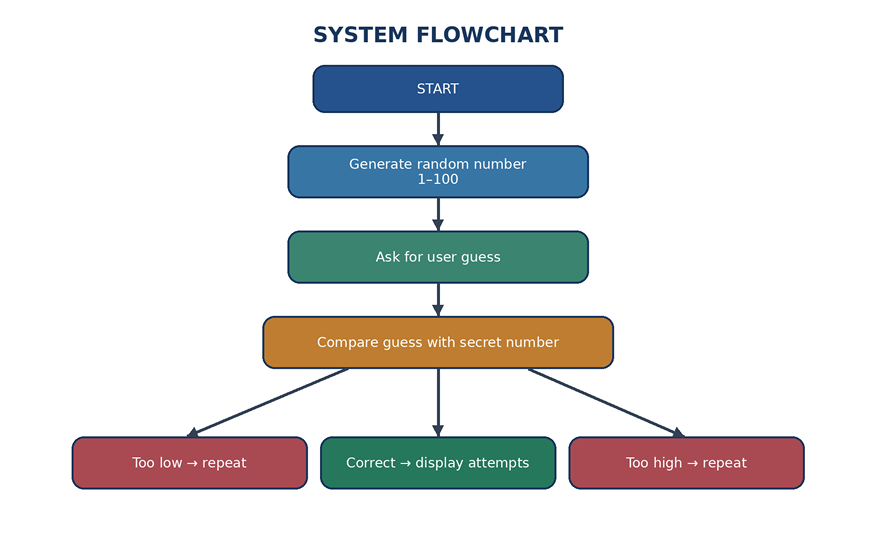 SYSTEM FLOWCHART
START
Generate random number
1–100
Ask for user guess
Compare guess with secret number
Too low → repeat
Correct → display attempts
Too high → repeat